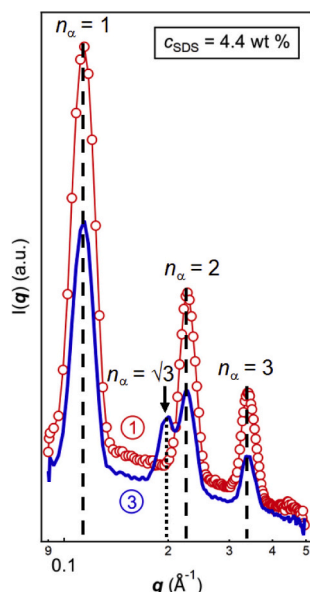 nα = 1
cSDS = 4.4 wt %
nα = 2
nα = √3
nα = 3
1
3
I(q) (a.u.)
9 2 3 4 5
0.1
q (Å⁻¹)